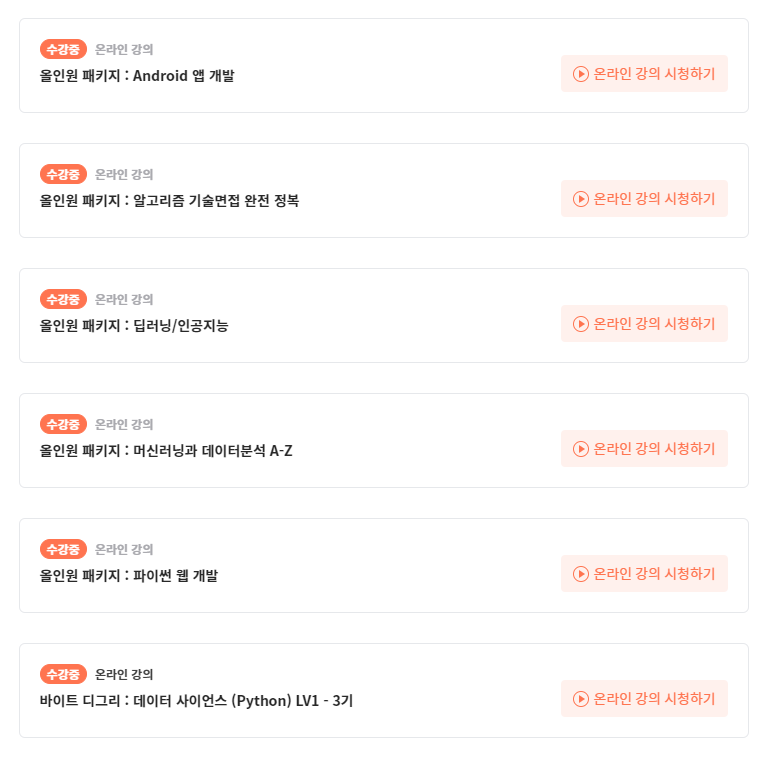 수강중 온라인 강의
올인원 패키지 : Android 앱 개발
온라인 강의 시청하기
수강중 온라인 강의
올인원 패키지 : 알고리즘 기술면접 완전 정복
온라인 강의 시청하기
수강중 온라인 강의
올인원 패키지 : 딥러닝/인공지능
온라인 강의 시청하기
수강중 온라인 강의
올인원 패키지 : 머신러닝과 데이터분석 A-Z
온라인 강의 시청하기
수강중 온라인 강의
올인원 패키지 : 파이썬 웹 개발
온라인 강의 시청하기
수강중 온라인 강의
바이트 디그리 : 데이터 사이언스 (Python) LV1 - 3기
온라인 강의 시청하기